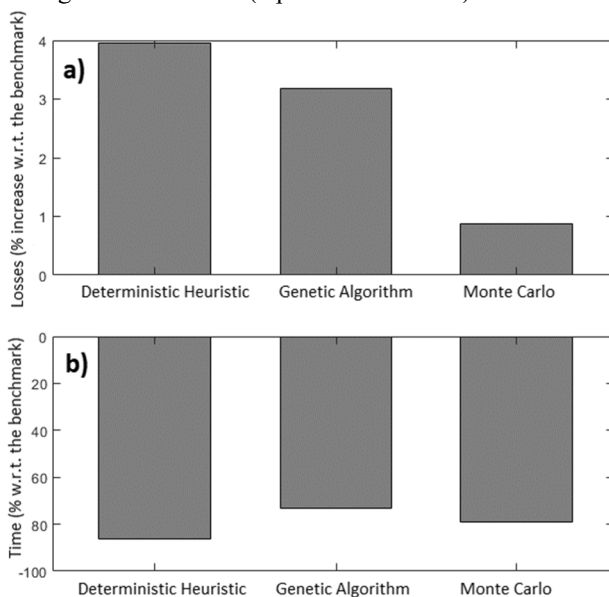 a)
Losses (% increase w.r.t. the benchmark)
4
3
2
1
0
Deterministic Heuristic Genetic Algorithm Monte Carlo
b)
Time (% w.r.t. the benchmark)
0
20
40
60
80
-100
Deterministic Heuristic Genetic Algorithm Monte Carlo